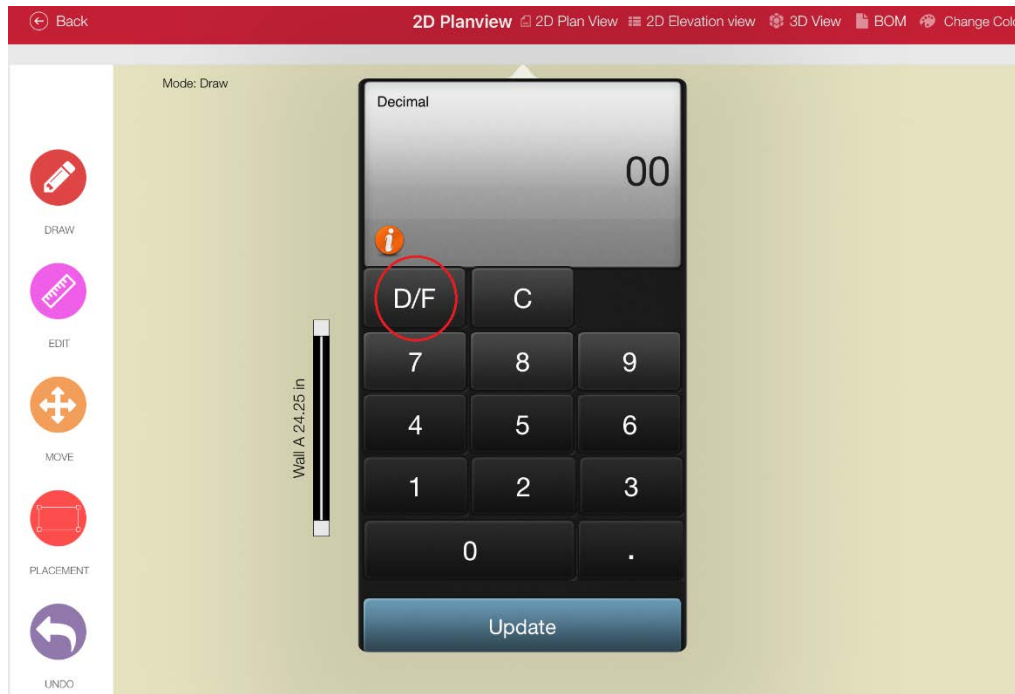 Back
2D Planview 2D Plan View 2D Elevation view 3D View BOM Change Colo
Mode: Draw
Decimal
00
i
D/F C
7 8 9
4 5 6
1 2 3
0 .
Update
DRAW
EDIT
MOVE
PLACEMENT
UNDO
Wall A 24.25 in